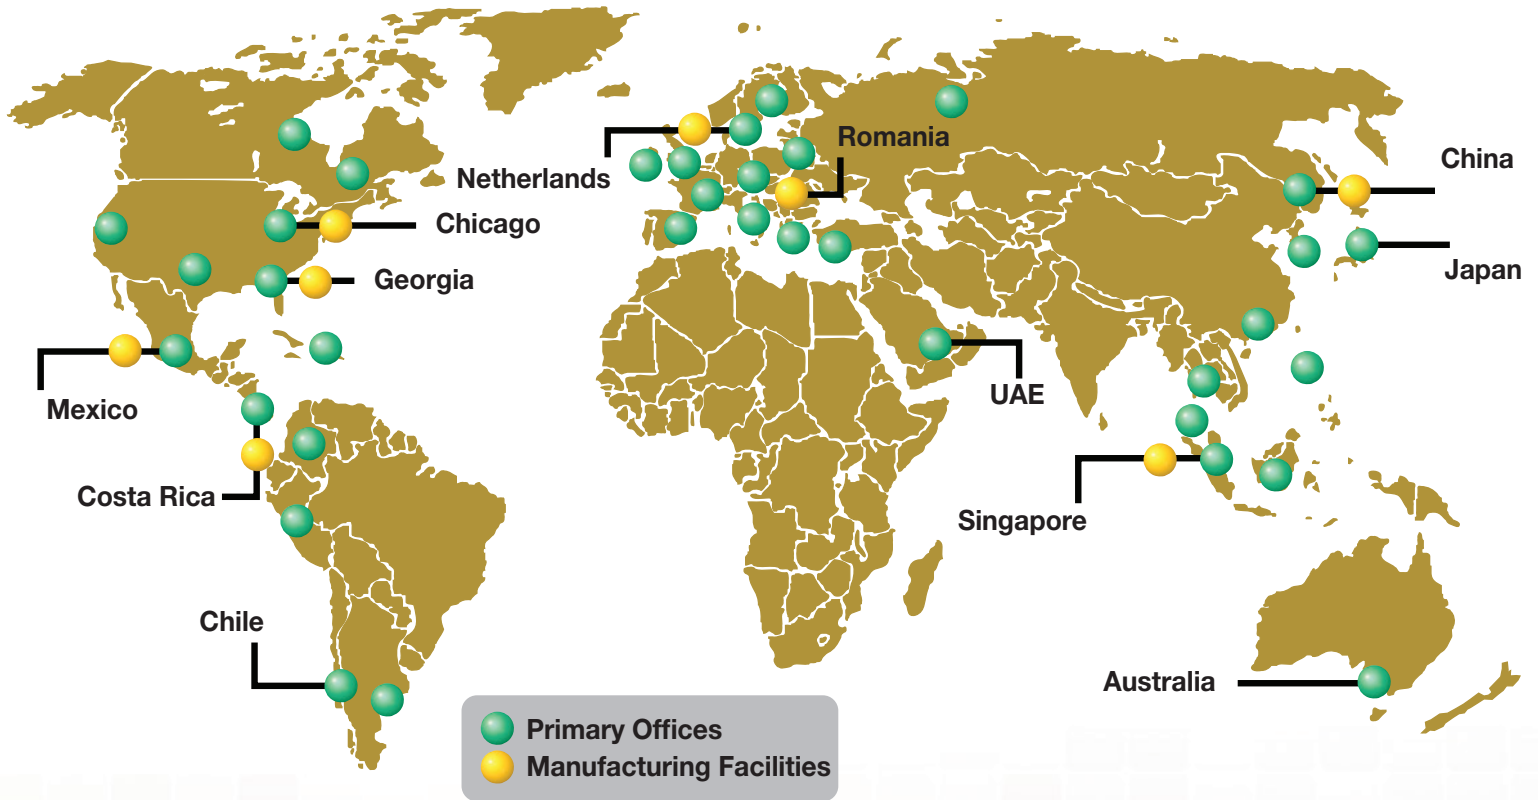 Romania
China
Netherlands
Chicago
Japan
Georgia
UAE
Mexico
Costa Rica
Singapore
Chile
Australia
Primary Offices
Manufacturing Facilities